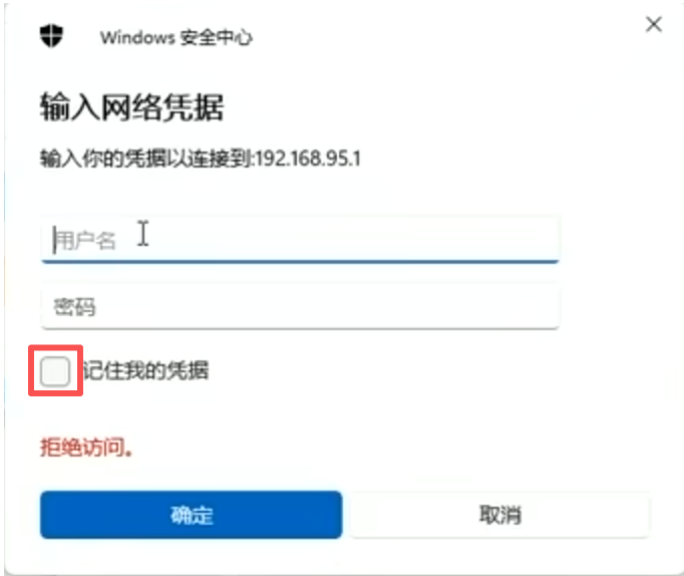 Windows 安全中心
输入网络凭据
输入你的凭据以连接到:192.168.95.1
用户名
密码
记住我的凭据
拒绝访问。
确定
取消